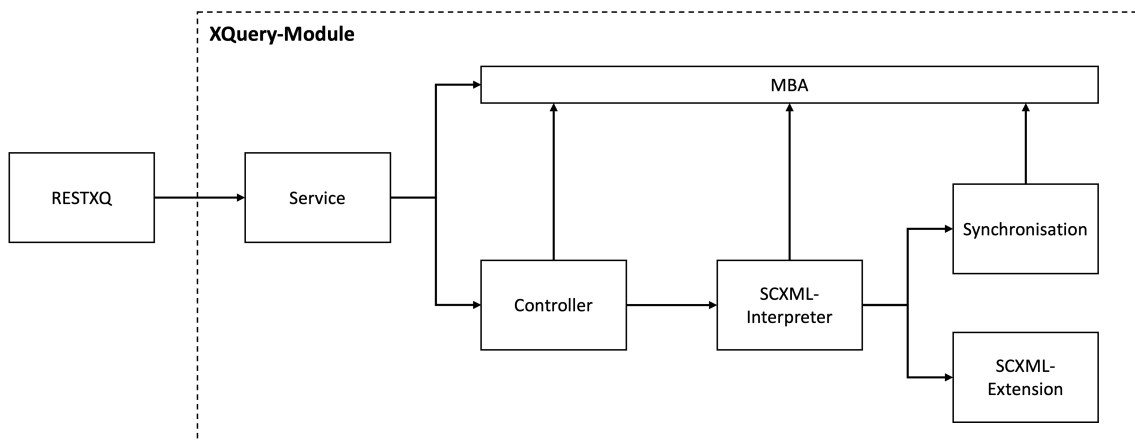 XQuery-Module
MBA
RESTXQ
Service
Synchronisation
Controller
SCXML-
Interpreter
SCXML-
Extension